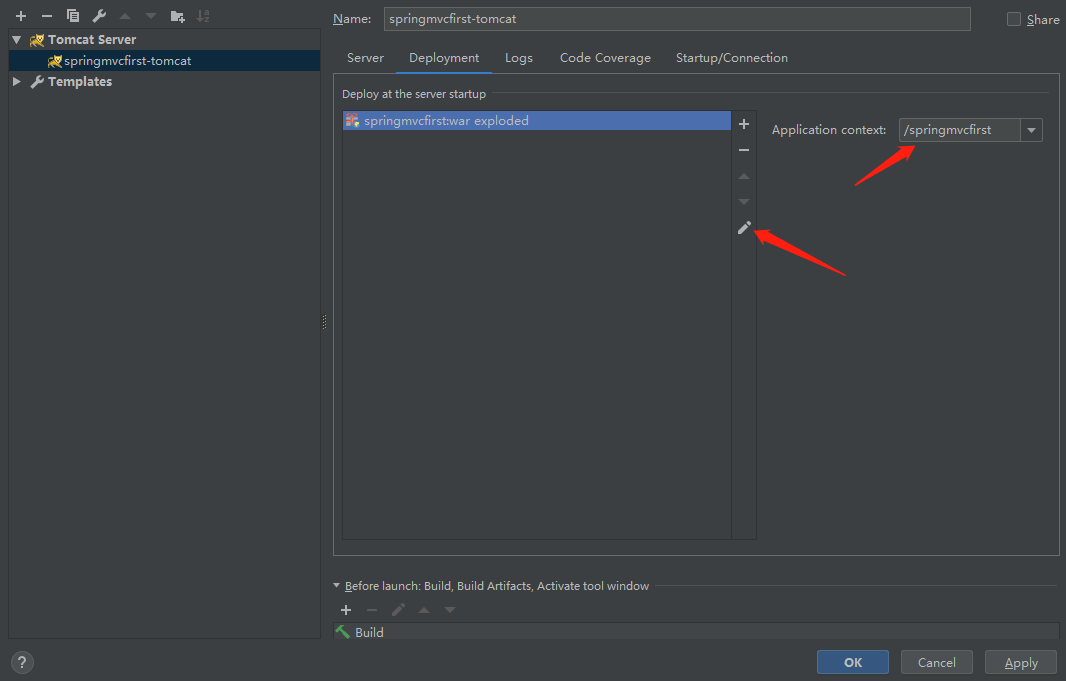 Name: springmvcfirst-tomcat Share
Tomcat Server
springmvcfirst-tomcat
Templates
Server Deployment Logs Code Coverage Startup/Connection
Deploy at the server startup
springmvcfirst:war exploded
Application context: /springmvcfirst
Before launch: Build, Build Artifacts, Activate tool window
Build
? OK Cancel Apply